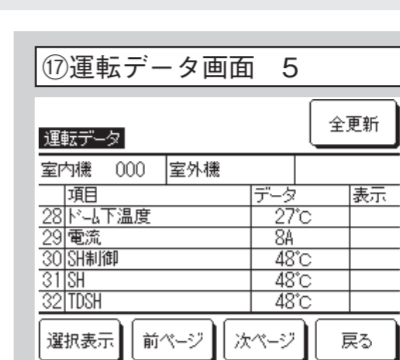 ⑰運転データ画面 5
全更新
運転データ
室内機 000 室外機
項目 データ 表示
28 ドーム下温度 27℃
29 電流 8A
30 SH制御 48℃
31 SH 48℃
32 TDSH 48℃
選択表示 前ページ 次ページ 戻る